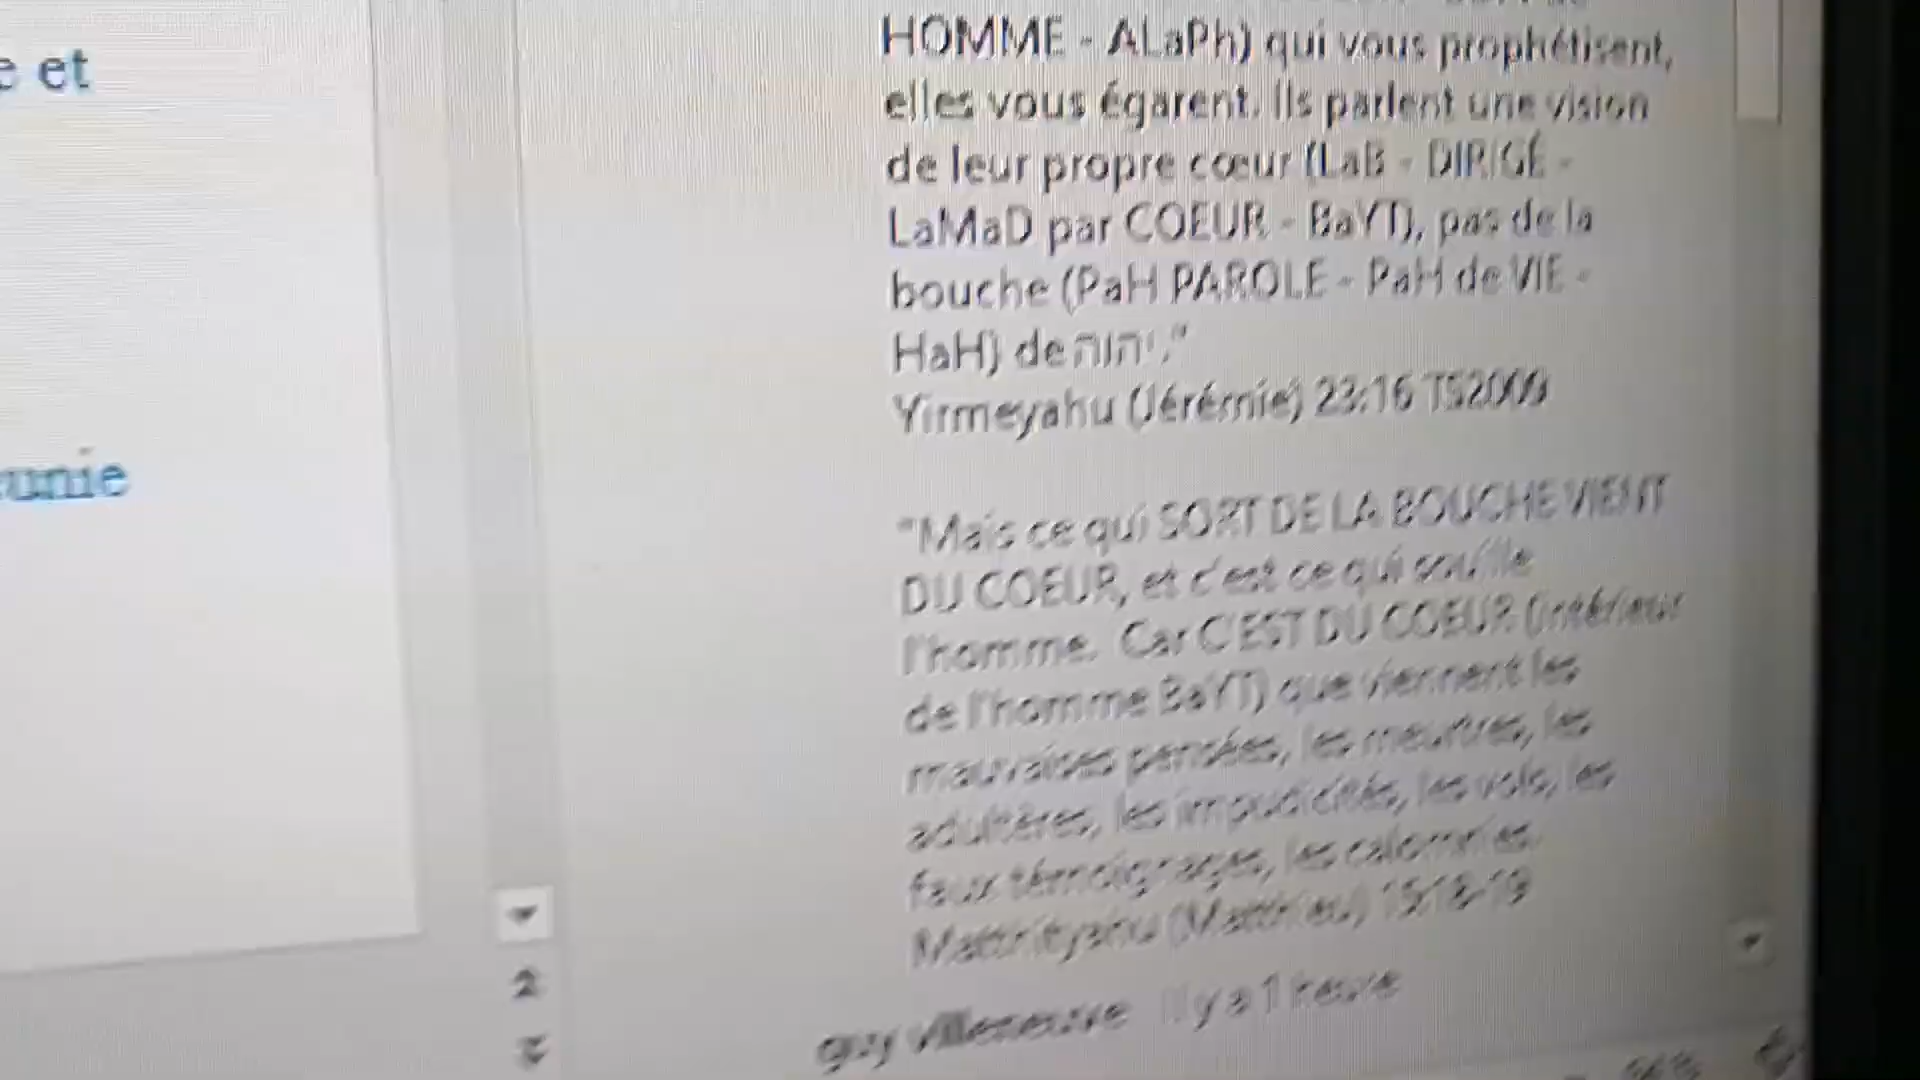 e et
unie
HOMME - ALaPh) qui vous prophétisent,
elles vous égarent. Ils parlent une vision
de leur propre cœur (LaB - DIRIGÉ -
LaMaD par COEUR - BaYT), pas de la
bouche (PaH PAROLE - PaH de VIE -
HaH) de יהוה."
Yirmeyahu (Jérémie) 23:16 TS2009
"Mais ce qui SORT DE LA BOUCHE VIENT
DU COEUR, et c'est ce qui souille
l'homme. Car C'EST DU COEUR (intérieur
de l'homme BaYT) que viennent les
mauvaises pensées, les meurtres, les
adultères, les impudicités, les vols, les
faux témoignages, les calomnies.
Mattithyahu (Matthieu) 15:18-19
guy villeneuve Il y a 1 heure